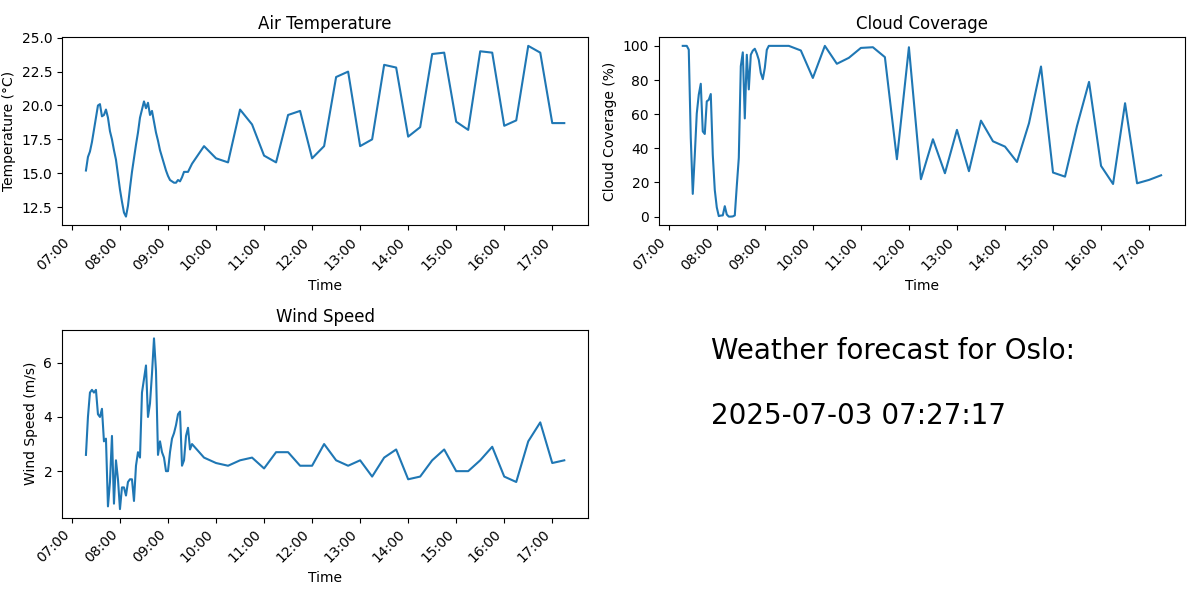 Air Temperature
Temperature (°C)
25.0
22.5
20.0
17.5
15.0
12.5
07:00 08:00 09:00 10:00 11:00 12:00 13:00 14:00 15:00 16:00 17:00
Time
Cloud Coverage
Cloud Coverage (%)
100
80
60
40
20
0
07:00 08:00 09:00 10:00 11:00 12:00 13:00 14:00 15:00 16:00 17:00
Time
Wind Speed
Wind Speed (m/s)
6
4
2
07:00 08:00 09:00 10:00 11:00 12:00 13:00 14:00 15:00 16:00 17:00
Time
Weather forecast for Oslo:
2025-07-03 07:27:17